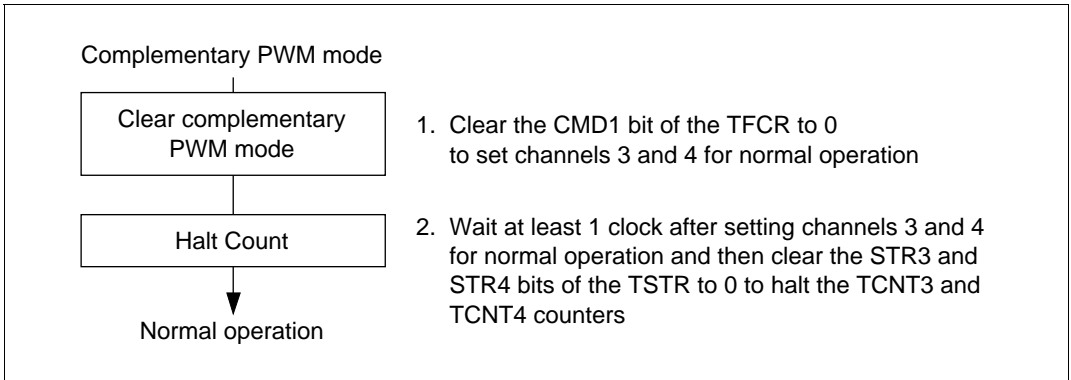 Complementary PWM mode
Clear complementary
PWM mode
1. Clear the CMD1 bit of the TFCR to 0
to set channels 3 and 4 for normal operation
Halt Count
2. Wait at least 1 clock after setting channels 3 and 4
for normal operation and then clear the STR3 and
STR4 bits of the TSTR to 0 to halt the TCNT3 and
TCNT4 counters
Normal operation